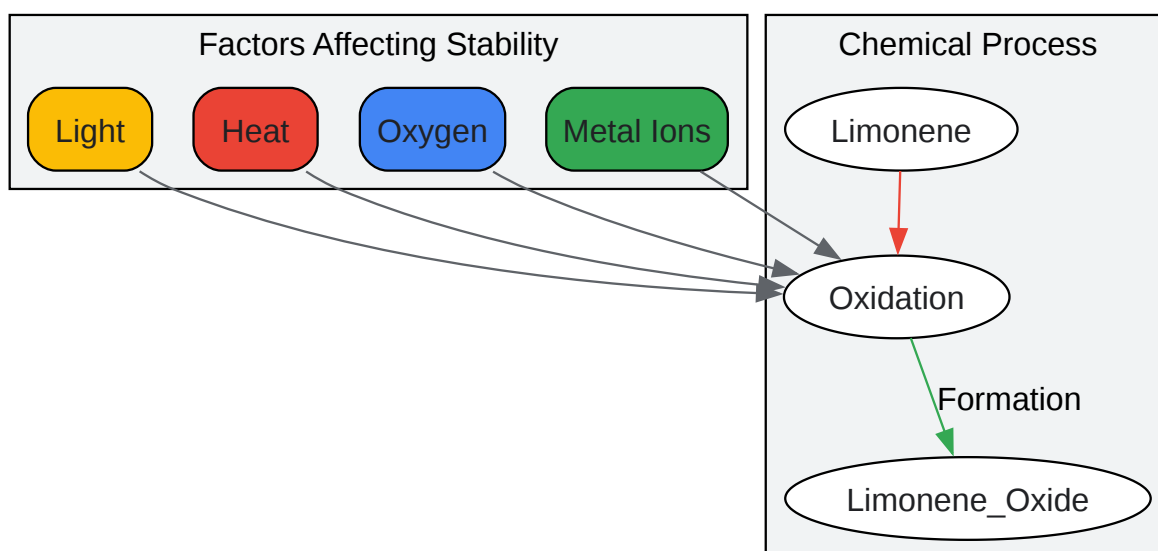 Factors Affecting Stability
Light
Heat
Oxygen
Metal Ions
Chemical Process
Limonene
Oxidation
Formation
Limonene_Oxide